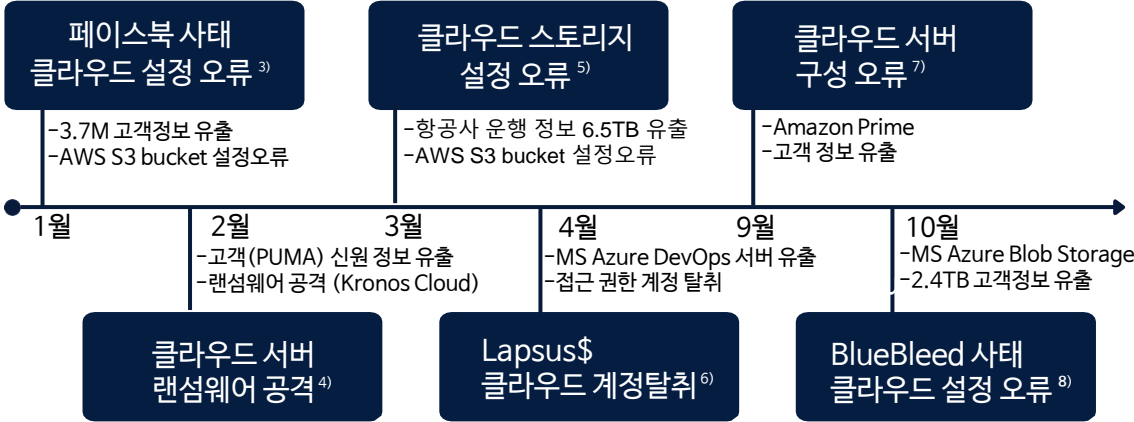 페이스북 사태
클라우드 설정 오류 3)
클라우드 스토리지
설정 오류 5)
클라우드 서버
구성 오류 7)
-3.7M 고객정보 유출
-AWS S3 bucket 설정오류
-항공사 운행 정보 6.5TB 유출
-AWS S3 bucket 설정오류
-Amazon Prime
-고객 정보 유출
1월
2월
3월
4월
9월
10월
-고객(PUMA) 신원 정보 유출
-랜섬웨어 공격 (Kronos Cloud)
-MS Azure DevOps 서버 유출
-접근 권한 계정 탈취
-MS Azure Blob Storage
-2.4TB 고객정보 유출
클라우드 서버
랜섬웨어 공격 4)
Lapsus$
클라우드 계정탈취 6)
BlueBleed 사태
클라우드 설정 오류 8)